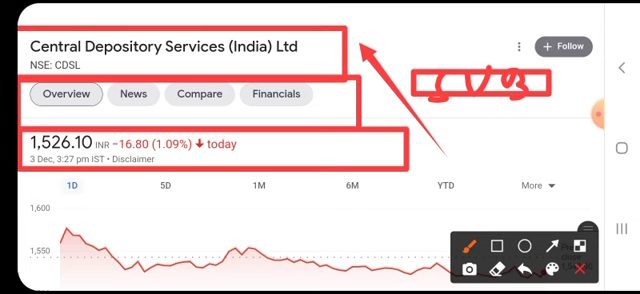 Central Depository Services (India) Ltd
NSE: CDSL
+ Follow
Overview News Compare Financials
1,526.10 INR −16.80 (1.09%) ↓ today
3 Dec, 3:27 pm IST • Disclaimer
1D 5D 1M 6M YTD More
1,600
1,550